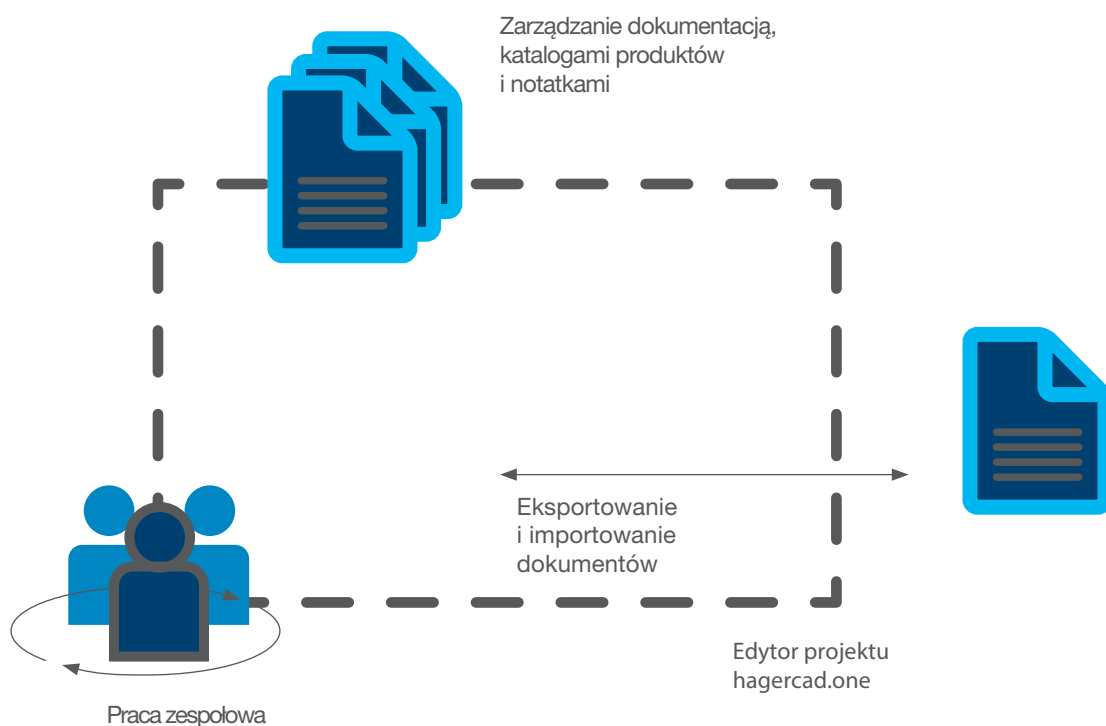 Zarządzanie dokumentacją,
katalogami produktów
i notatkami
Eksportowanie
i importowanie
dokumentów
Edytor projektu
hagercad.one
Praca zespołowa